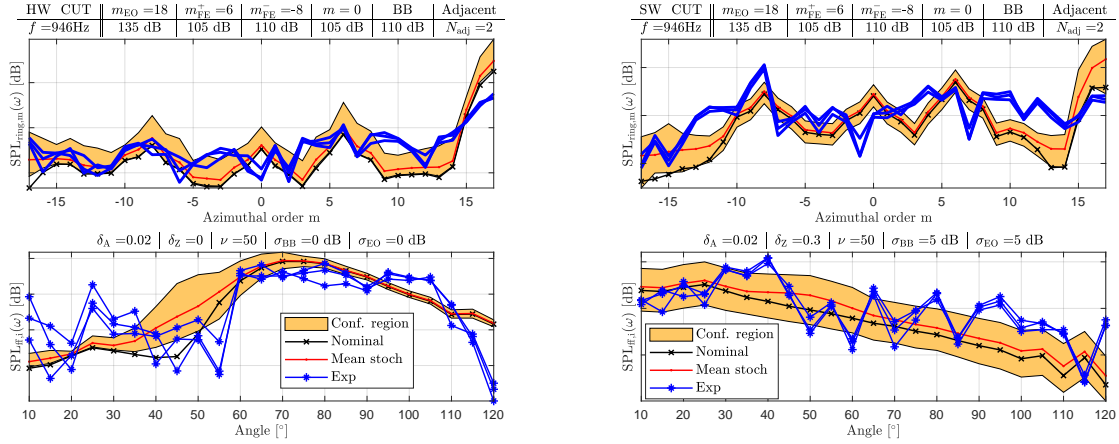 HW CUT m_EO=18 m_FE^+=6 m_FE^-=-8 m = 0 BB Adjacent
f =946Hz 135 dB 105 dB 110 dB 105 dB 110 dB N_adj =2
SPL_ring,m(ω) [dB]
-15 -10 -5 0 5 10 15
Azimuthal order m
δ_A =0.02 δ_Z =0 ν =50 σ_BB =0 dB σ_EO =0 dB
SPL_ff,i(ω) [dB]
Conf. region
Nominal
Mean stoch
Exp
10 20 30 40 50 60 70 80 90 100 110 120
Angle [°]
SW CUT m_EO=18 m_FE^+=6 m_FE^-=-8 m = 0 BB Adjacent
f =946Hz 135 dB 105 dB 110 dB 105 dB 110 dB N_adj =2
SPL_ring,m(ω) [dB]
-15 -10 -5 0 5 10 15
Azimuthal order m
δ_A =0.02 δ_Z =0.3 ν =50 σ_BB =5 dB σ_EO =5 dB
SPL_ff,i(ω) [dB]
Conf. region
Nominal
Mean stoch
Exp
10 20 30 40 50 60 70 80 90 100 110 120
Angle [°]